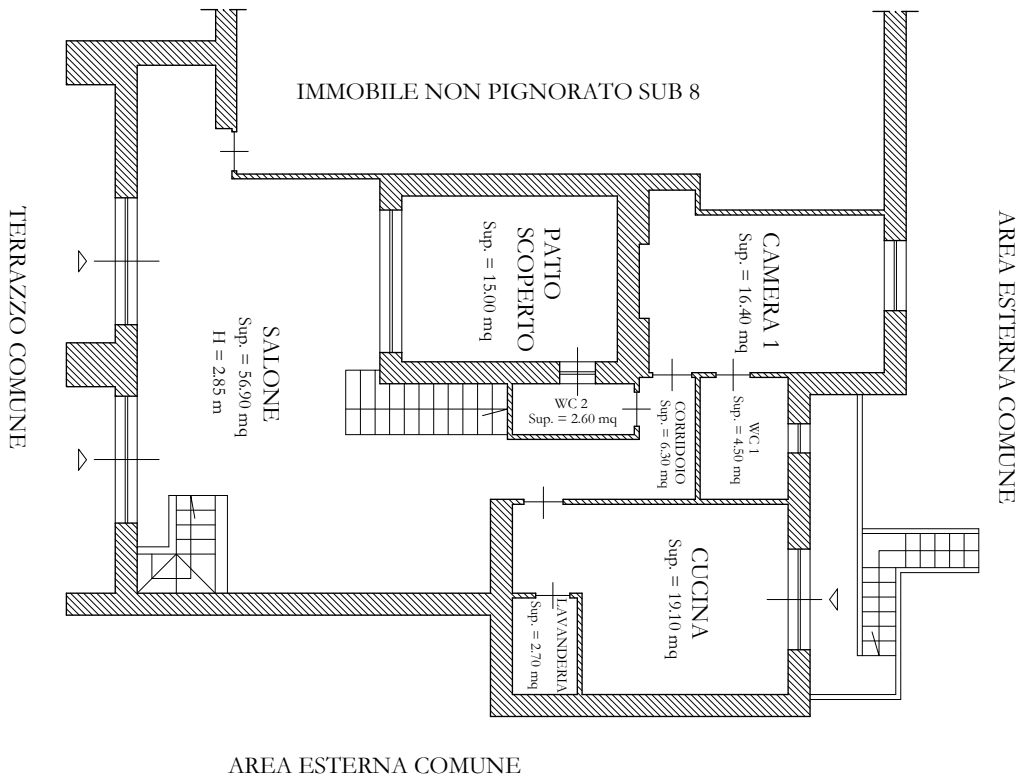 IMMOBILE NON PIGNORATO SUB 8
TERRAZZO COMUNE
PATIO
SCOPERTO
Sup. = 15.00 mq
CAMERA 1
Sup. = 16.40 mq
AREA ESTERNA COMUNE
SALONE
Sup. = 56.90 mq
H = 2.85 m
WC 2
Sup. = 2.60 mq
CORRIDOIO
Sup. = 6.30 mq
WC 1
Sup. = 4.50 mq
CUCINA
Sup. = 19.10 mq
LAVANDERIA
Sup. = 2.70 mq
AREA ESTERNA COMUNE